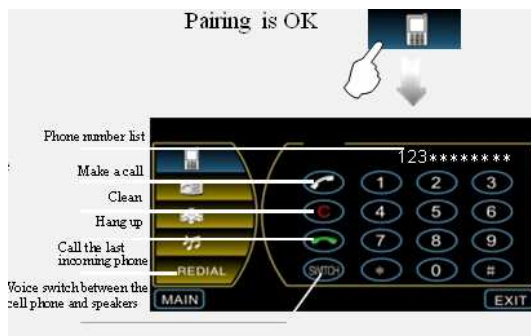 Pairing is OK
Phone number list
123********
Make a call
1 2 3
Clean
C 4 5 6
Hang up
7 8 9
Call the last
incoming phone
REDIAL
SWITCH * 0 #
Voice switch between the
cell phone and speakers
MAIN
EXIT